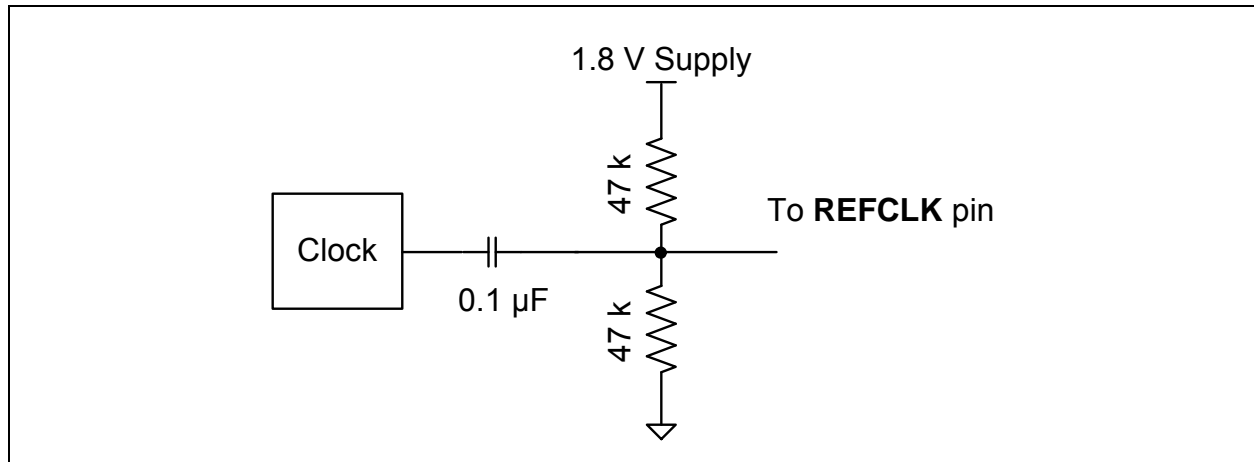 1.8 V Supply
47 k
To REFCLK pin
Clock
0.1 µF
47 k